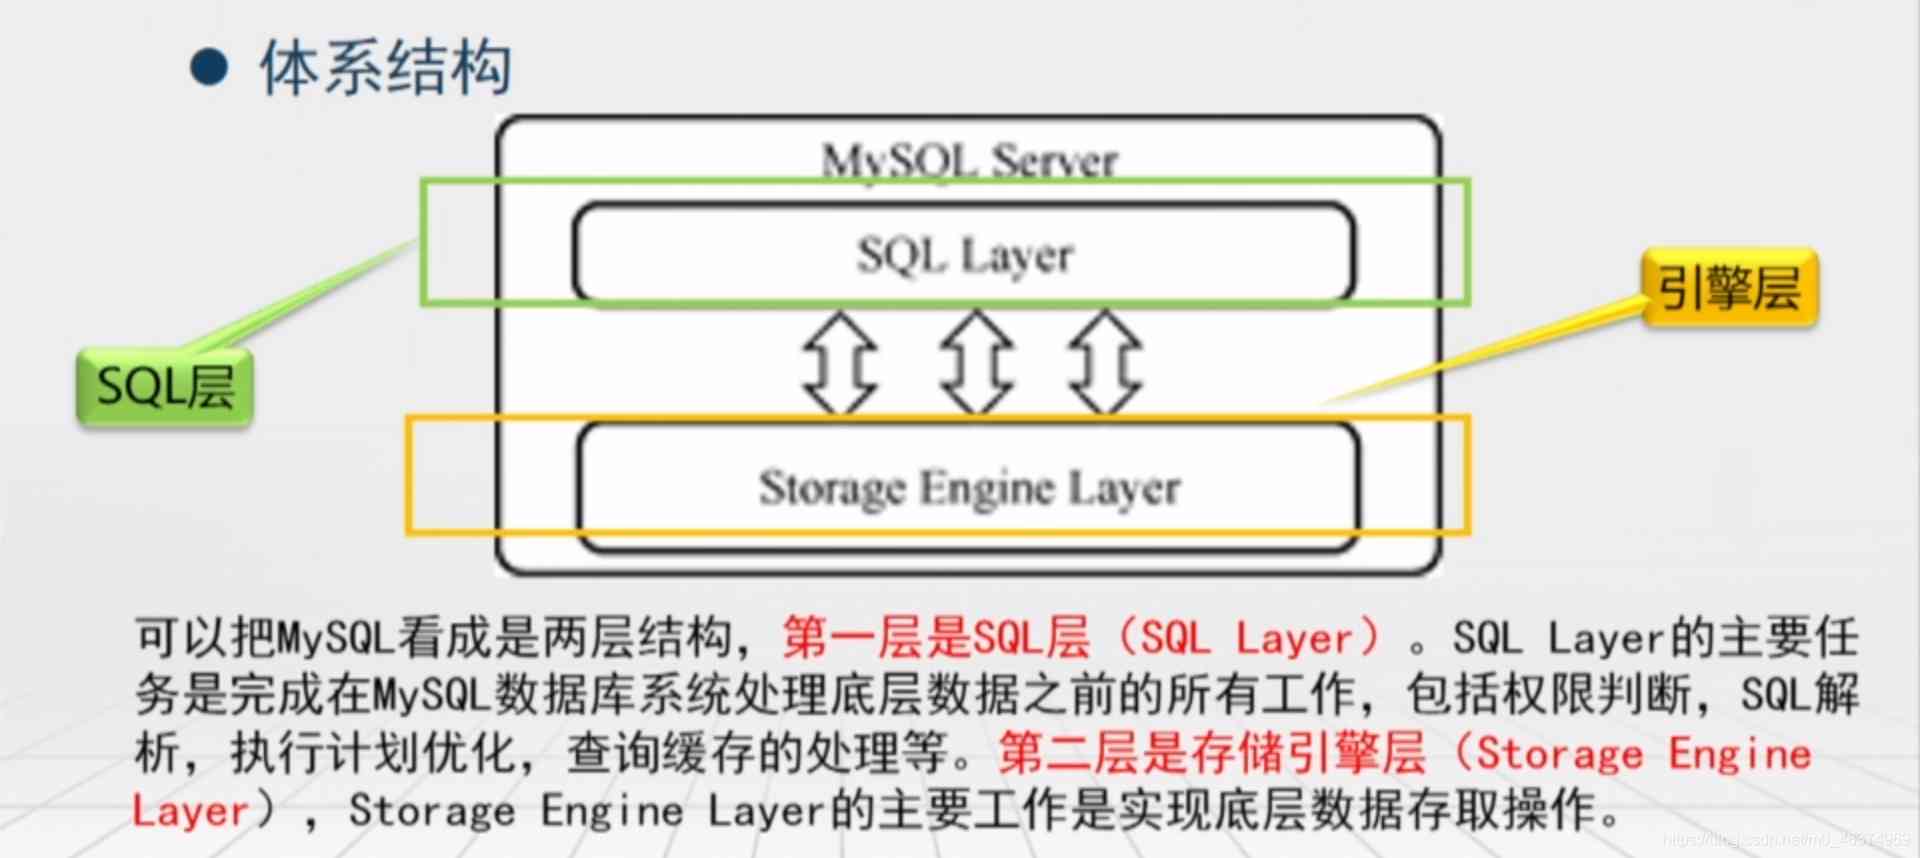 体系结构
MySQL Server
SQL Layer
引擎层
SQL层
Storage Engine Layer
可以把MySQL看成是两层结构，第一层是SQL层（SQL Layer）。SQL Layer的主要任
务是完成在MySQL数据库系统处理底层数据之前的所有工作，包括权限判断，SQL解
析，执行计划优化，查询缓存的处理等。第二层是存储引擎层（Storage Engine
Layer），Storage Engine Layer的主要工作是实现底层数据存取操作。